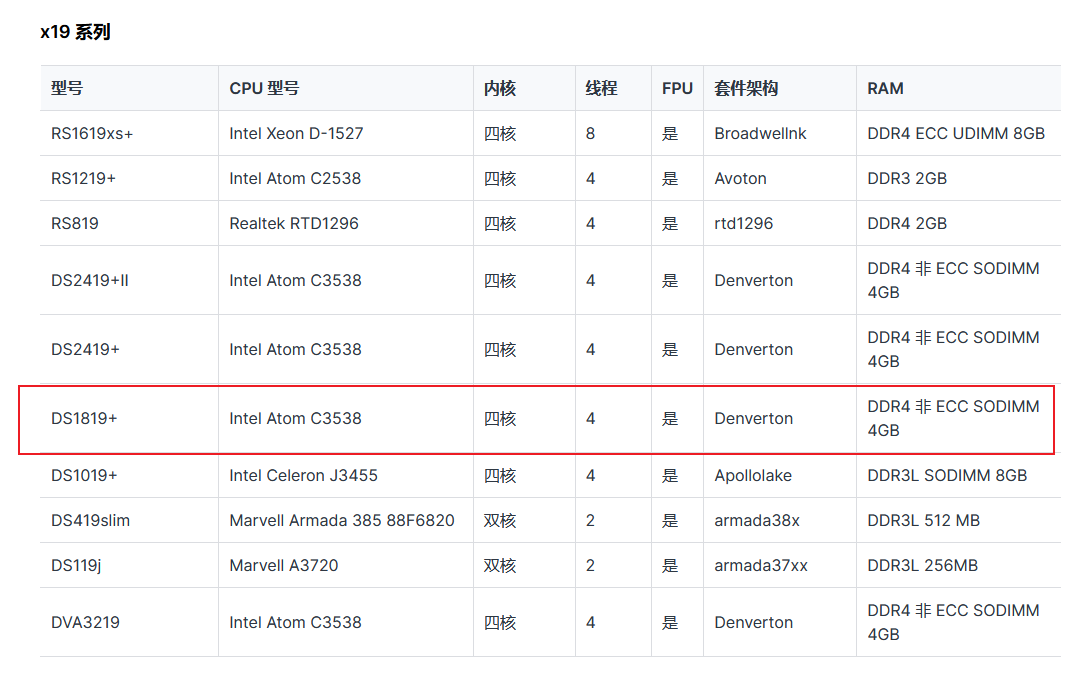 x19 系列
型号 CPU 型号 内核 线程 FPU 套件架构 RAM
RS1619xs+ Intel Xeon D-1527 四核 8 是 Broadwellnk DDR4 ECC UDIMM 8GB
RS1219+ Intel Atom C2538 四核 4 是 Avoton DDR3 2GB
RS819 Realtek RTD1296 四核 4 是 rtd1296 DDR4 2GB
DS2419+II Intel Atom C3538 四核 4 是 Denverton DDR4 非 ECC SODIMM
4GB
DS2419+ Intel Atom C3538 四核 4 是 Denverton DDR4 非 ECC SODIMM
4GB
DS1819+ Intel Atom C3538 四核 4 是 Denverton DDR4 非 ECC SODIMM
4GB
DS1019+ Intel Celeron J3455 四核 4 是 Apollolake DDR3L SODIMM 8GB
DS419slim Marvell Armada 385 88F6820 双核 2 是 armada38x DDR3L 512 MB
DS119j Marvell A3720 双核 2 是 armada37xx DDR3L 256MB
DVA3219 Intel Atom C3538 四核 4 是 Denverton DDR4 非 ECC SODIMM
4GB